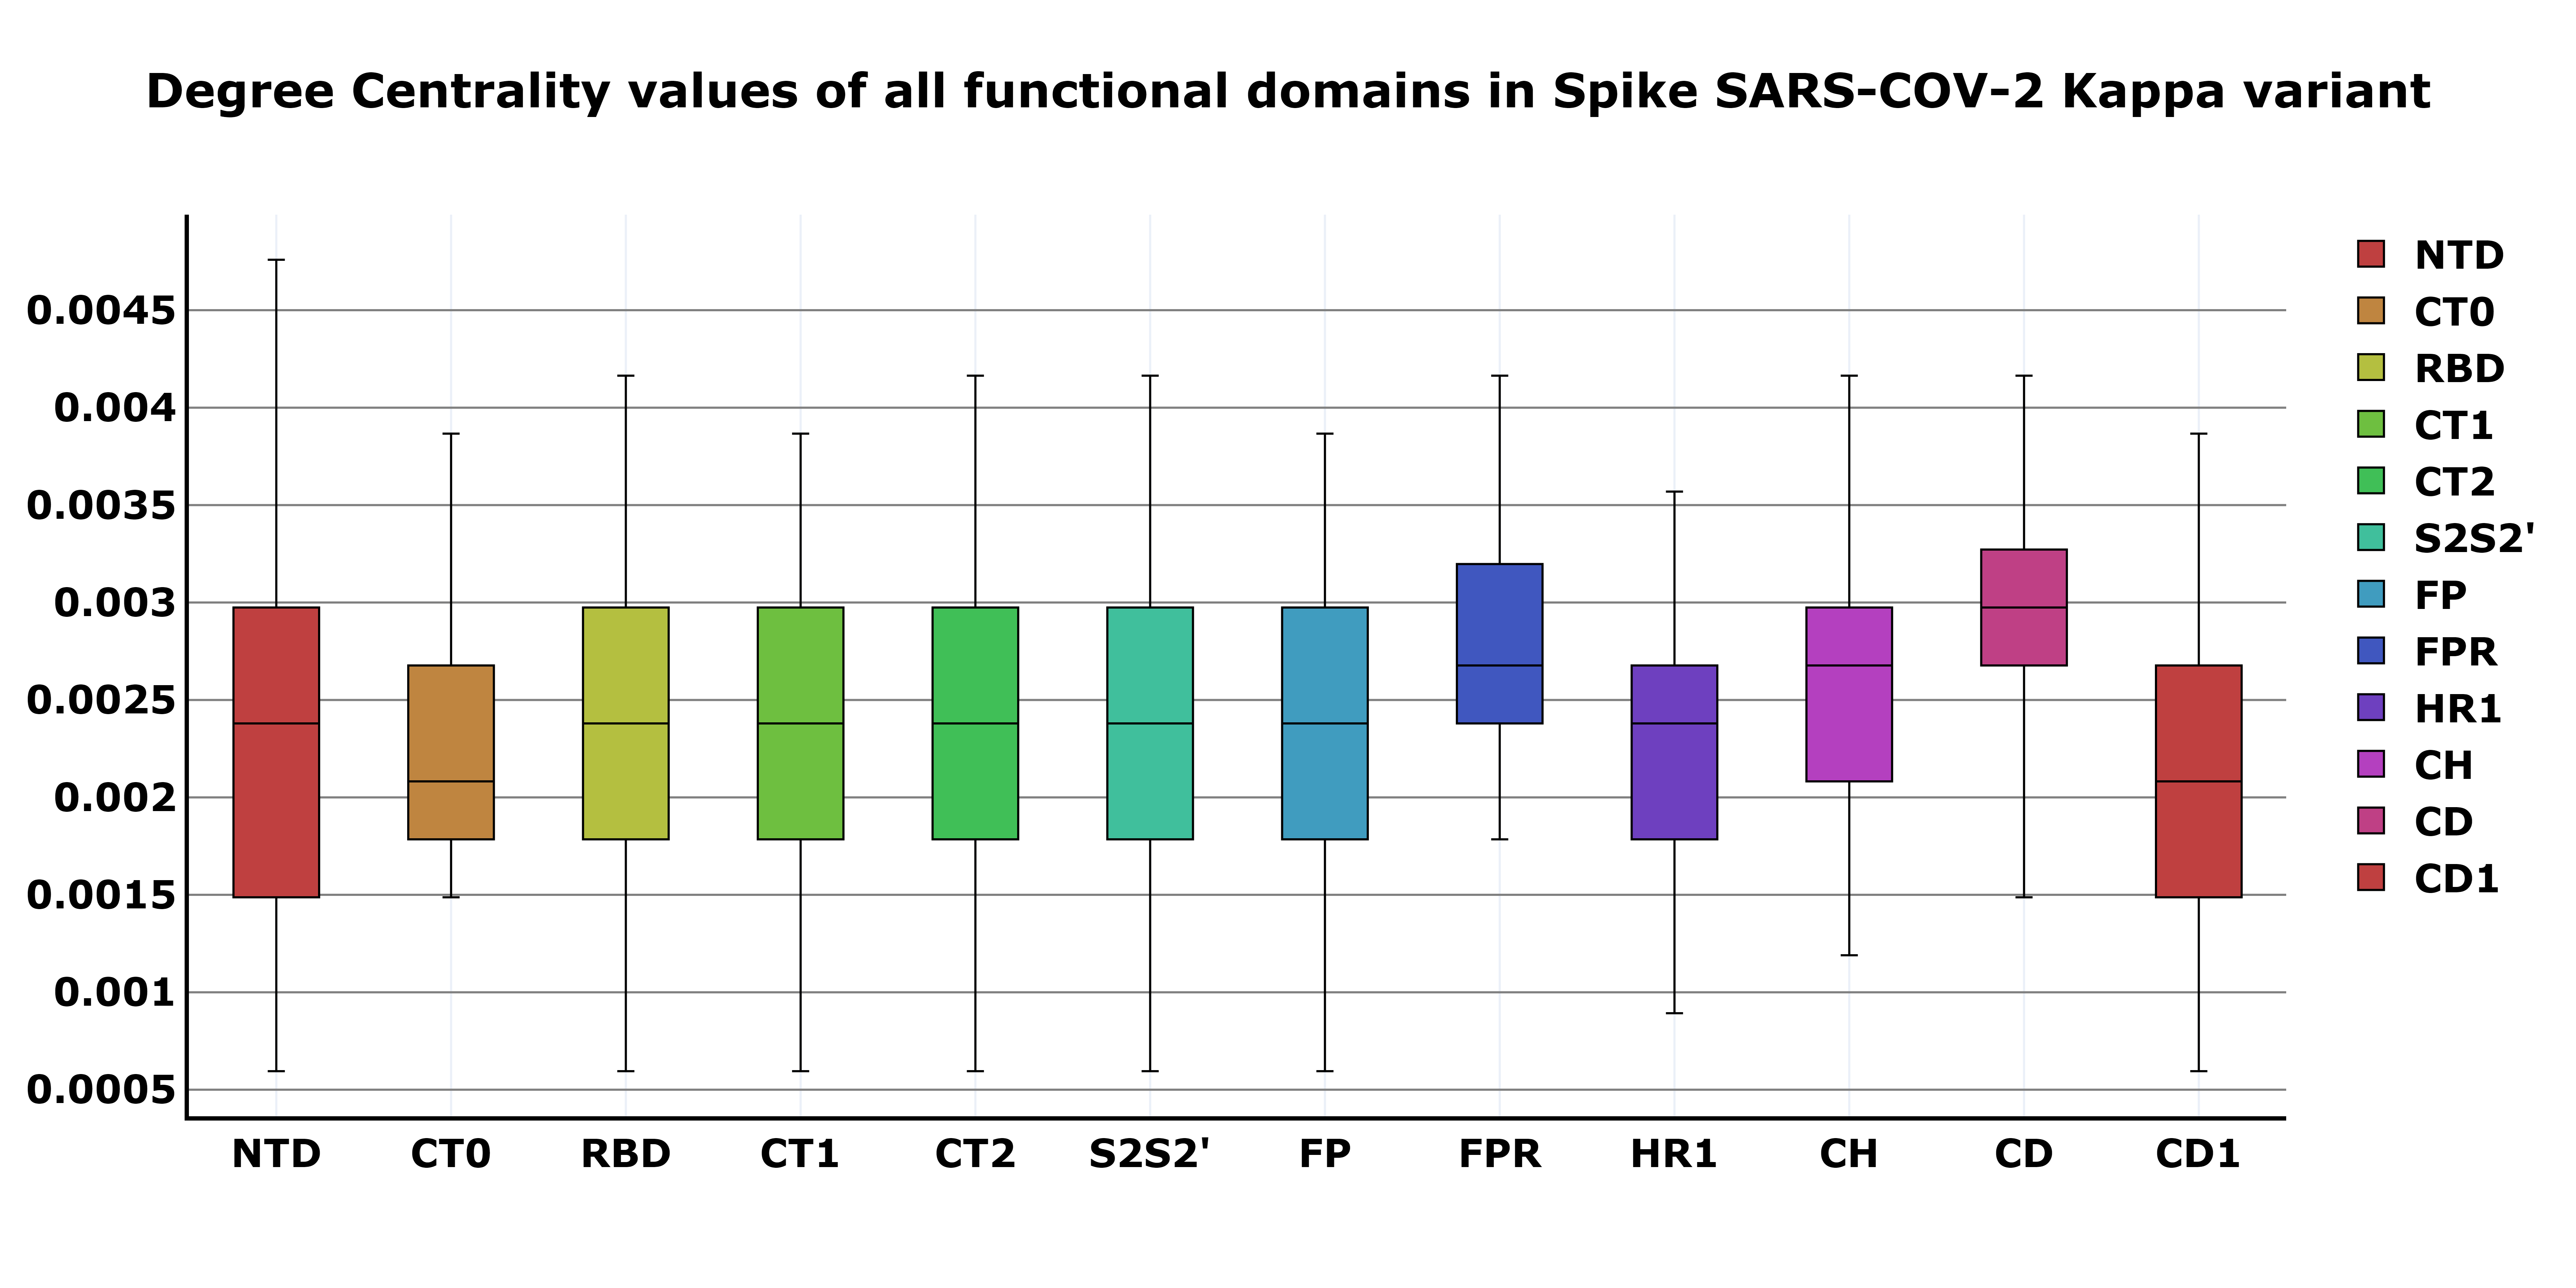 Degree Centrality values of all functional domains in Spike SARS-COV-2 Kappa variant
0.0045
0.004
0.0035
0.003
0.0025
0.002
0.0015
0.001
0.0005
NTD CT0 RBD CT1 CT2 S2S2' FP FPR HR1 CH CD CD1
NTD
CT0
RBD
CT1
CT2
S2S2'
FP
FPR
HR1
CH
CD
CD1